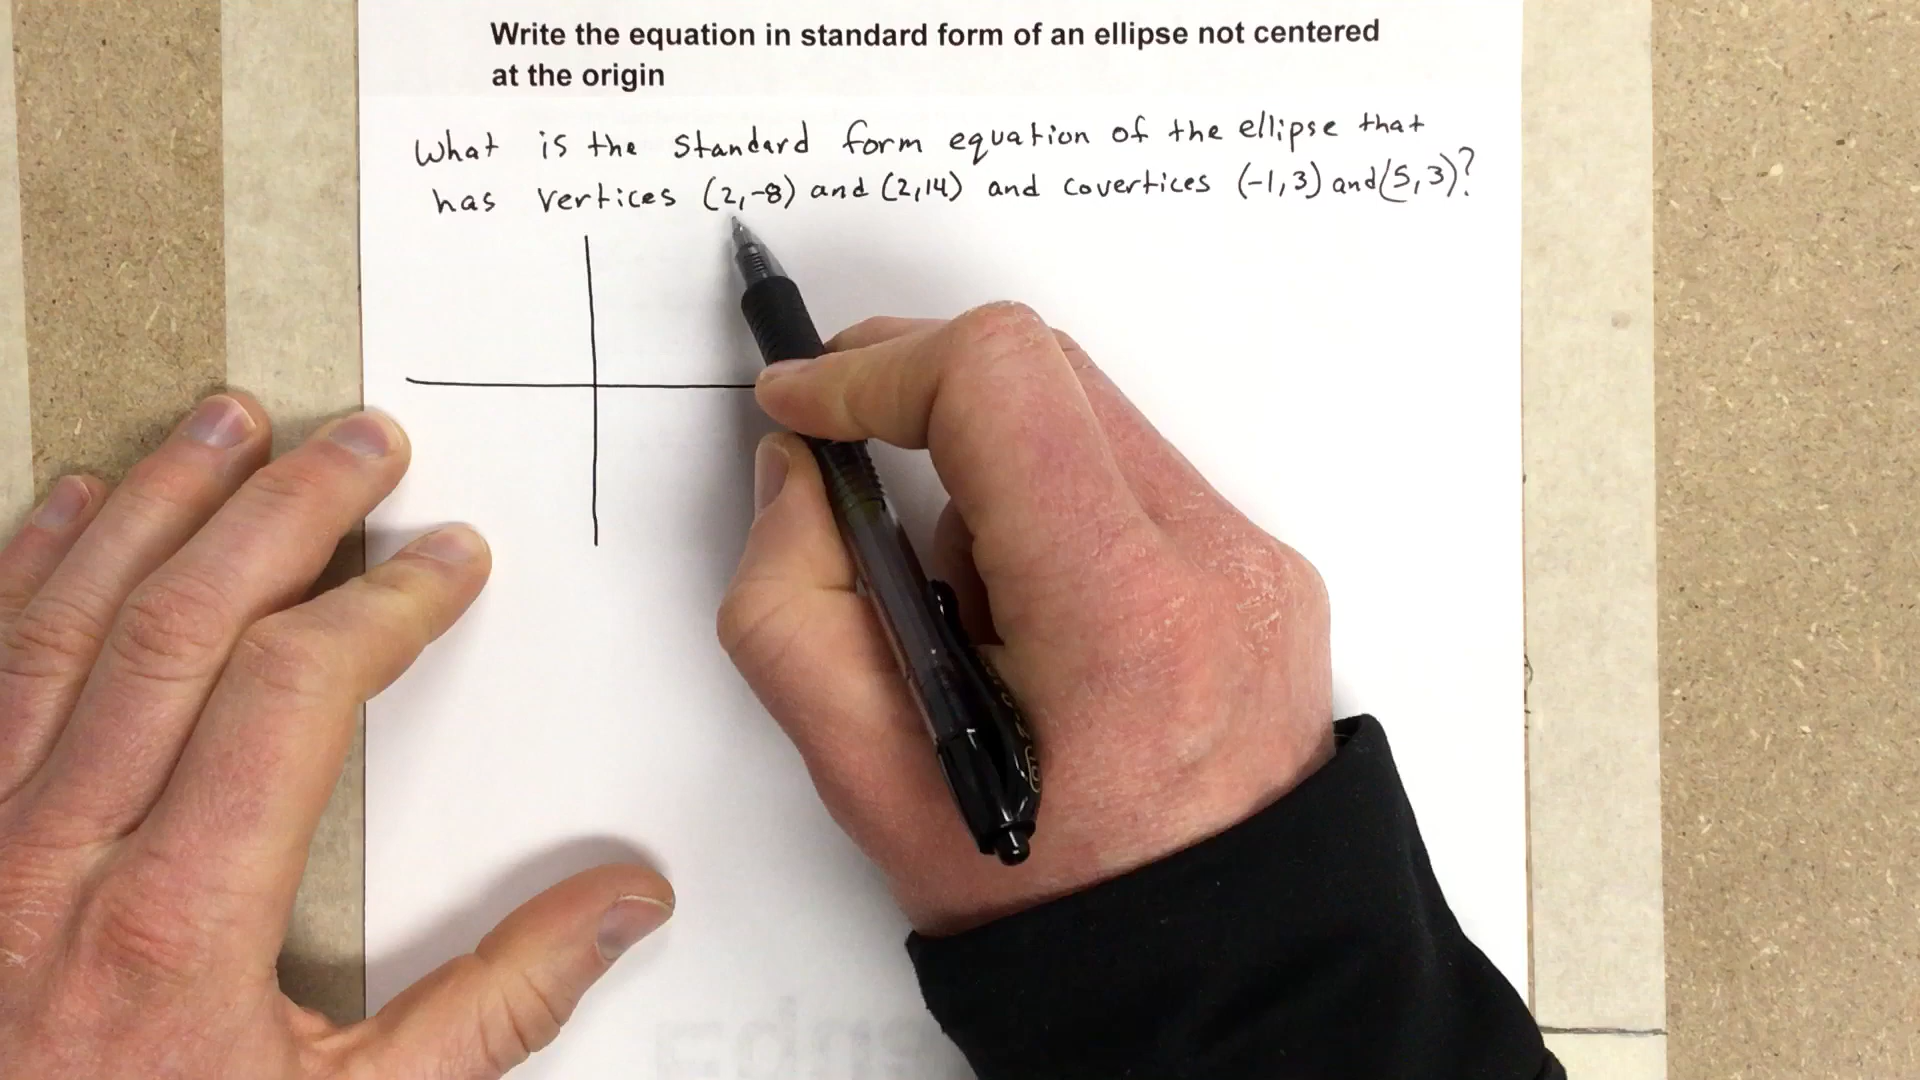 Write the equation in standard form of an ellipse not centered
at the origin
What is the standard form equation of the ellipse that
has vertices (2,-8) and (2,14) and covertices (-1,3) and (5,3)?